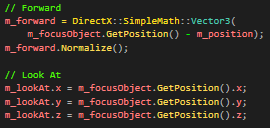 // Forward
m_forward = DirectX::SimpleMath::Vector3(
m_focusObject.GetPosition() - m_position);
m_forward.Normalize();
// Look At
m_lookAt.x = m_focusObject.GetPosition().x;
m_lookAt.y = m_focusObject.GetPosition().y;
m_lookAt.z = m_focusObject.GetPosition().z;